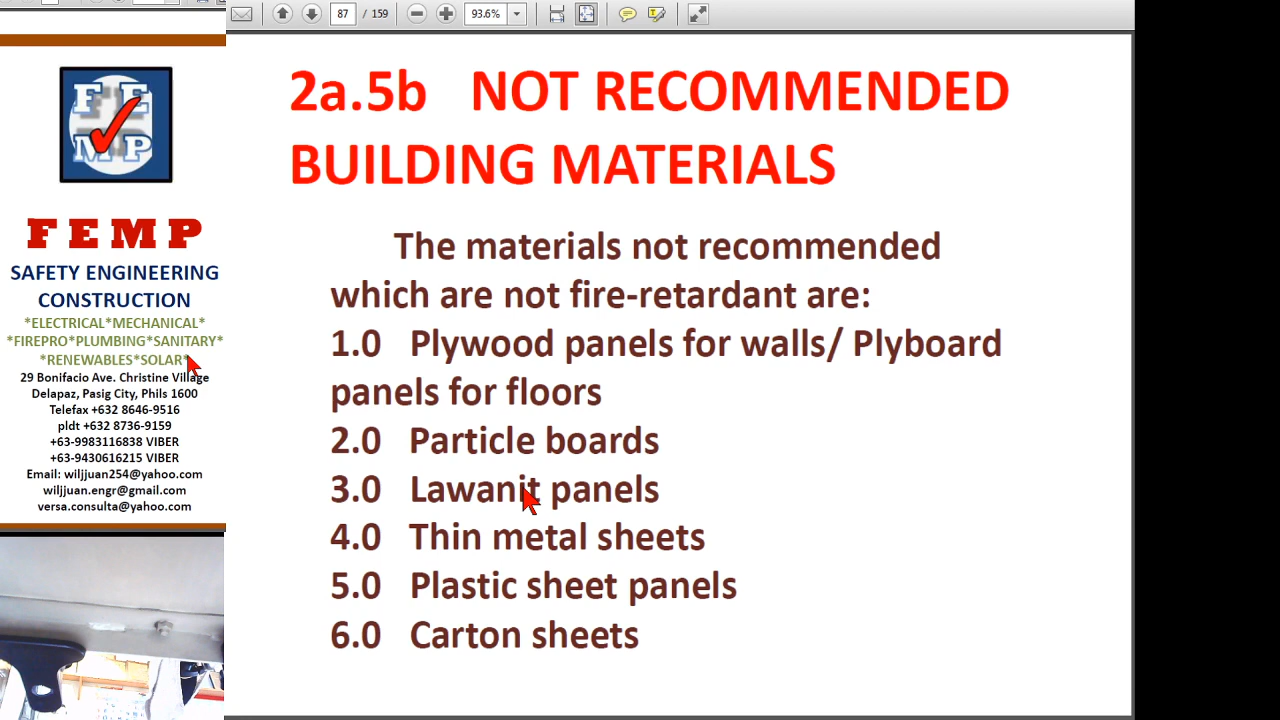 87 / 159
93.6%
F E
M P
F E M P
SAFETY ENGINEERING
CONSTRUCTION
*ELECTRICAL*MECHANICAL*
*FIREPRO*PLUMBING*SANITARY*
*RENEWABLES*SOLAR*
29 Bonifacio Ave. Christine Village
Delapaz, Pasig City, Phils 1600
Telefax +632 8646-9516
pldt +632 8736-9159
+63-9983116838 VIBER
+63-9430616215 VIBER
Email: wiljjuan254@yahoo.com
wiljjuan.engr@gmail.com
versa.consulta@yahoo.com
2a.5b NOT RECOMMENDED
BUILDING MATERIALS
The materials not recommended
which are not fire-retardant are:
1.0 Plywood panels for walls/ Plyboard
panels for floors
2.0 Particle boards
3.0 Lawanit panels
4.0 Thin metal sheets
5.0 Plastic sheet panels
6.0 Carton sheets